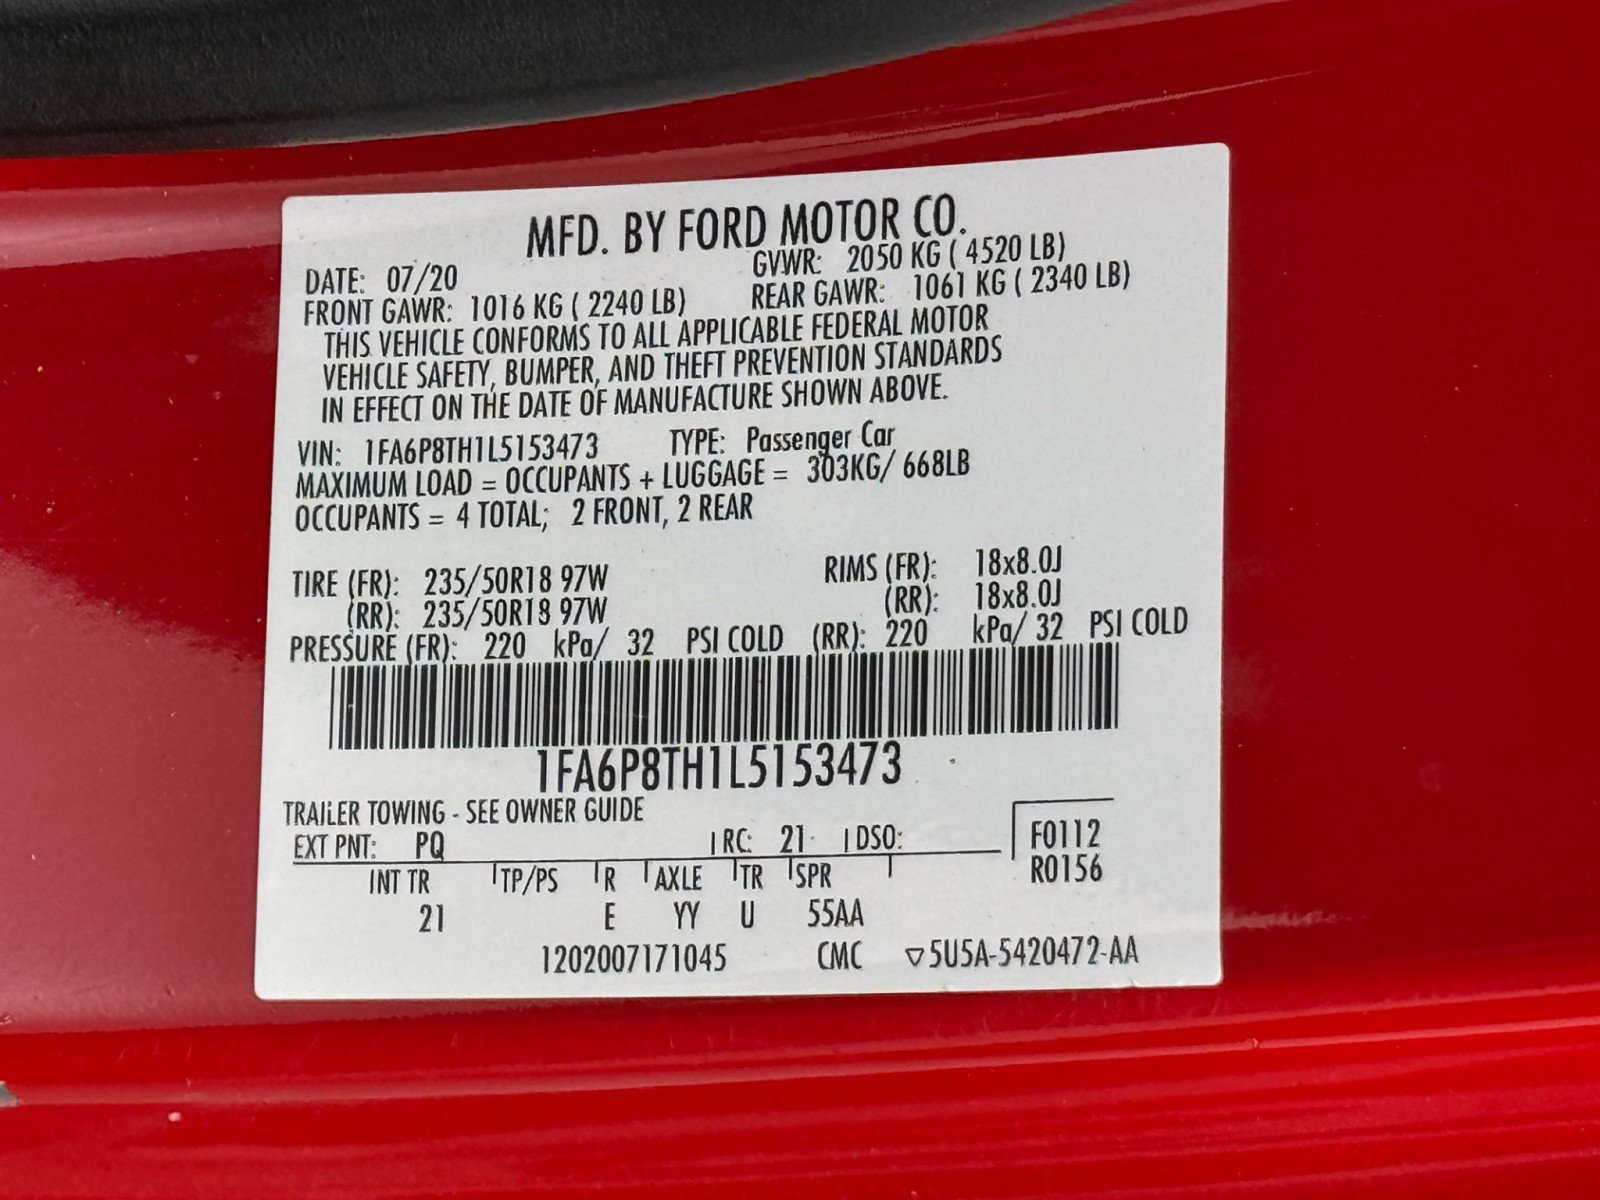 MFD. BY FORD MOTOR CO.
DATE: 07/20 GVWR: 2050 KG ( 4520 LB)
FRONT GAWR: 1016 KG ( 2240 LB) REAR GAWR: 1061 KG ( 2340 LB)
THIS VEHICLE CONFORMS TO ALL APPLICABLE FEDERAL MOTOR
VEHICLE SAFETY, BUMPER, AND THEFT PREVENTION STANDARDS
IN EFFECT ON THE DATE OF MANUFACTURE SHOWN ABOVE.
VIN: 1FA6P8TH1L5153473 TYPE: Passenger Car
MAXIMUM LOAD = OCCUPANTS + LUGGAGE = 303KG/ 668LB
OCCUPANTS = 4 TOTAL; 2 FRONT, 2 REAR
TIRE (FR): 235/50R18 97W RIMS (FR): 18x8.0J
(RR): 235/50R18 97W (RR): 18x8.0J
PRESSURE (FR): 220 kPa/ 32 PSI COLD (RR): 220 kPa/ 32 PSI COLD
1FA6P8TH1L5153473
TRAILER TOWING - SEE OWNER GUIDE
EXT PNT: PQ RC: 21 DSO: F0112
INT TR TP/PS R AXLE TR SPR R0156
21 E YY U 55AA
1202007171045 CMC ▽5U5A-5420472-AA